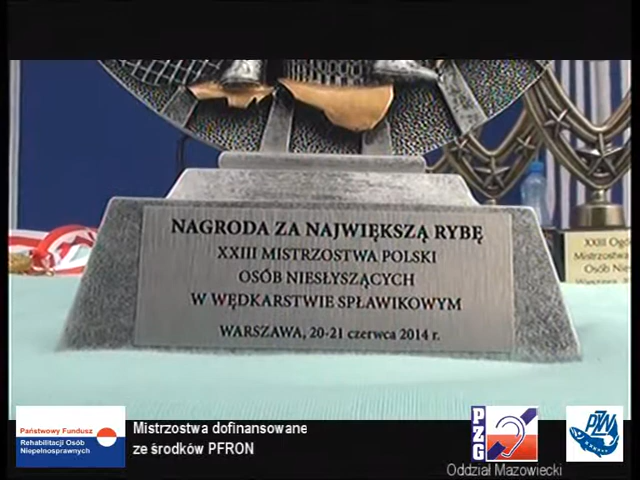 NAGRODA ZA NAJWIĘKSZĄ RYBĘ
XXIII MISTRZOSTWA POLSKI
OSÓB NIESŁYSZĄCYCH
W WĘDKARSTWIE SPŁAWIKOWYM
WARSZAWA, 20-21 czerwca 2014 r.
XXIII Ogó
Mistrzostwa
Osób Nie
Państwowy Fundusz
Rehabilitacji Osób
Niepełnosprawnych
Mistrzostwa dofinansowane
ze środków PFRON
PZG
Oddział Mazowiecki
PZW